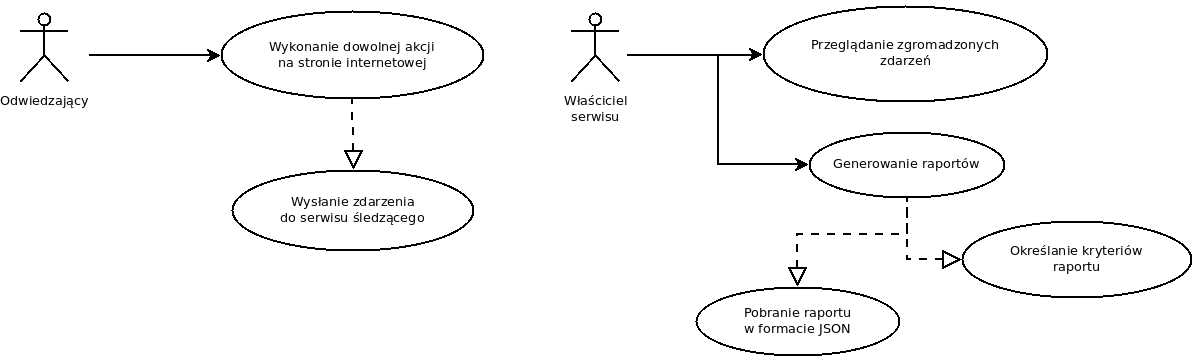 Odwiedzający
Wykonanie dowolnej akcji
na stronie internetowej
Wysłanie zdarzenia
do serwisu śledzącego
Właściciel
serwisu
Przeglądanie zgromadzonych
zdarzeń
Generowanie raportów
Określanie kryteriów
raportu
Pobranie raportu
w formacie JSON